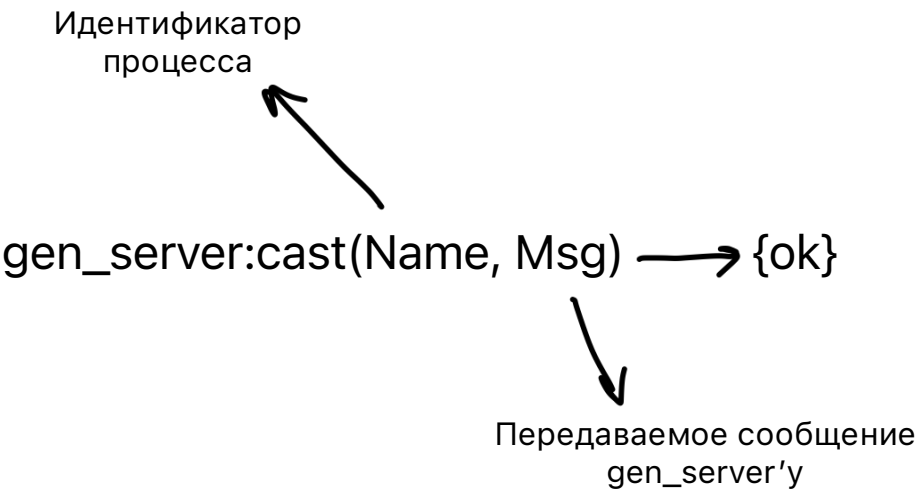 Идентификатор
процесса
gen_server:cast(Name, Msg) → {ok}
Передаваемое сообщение
gen_server'у